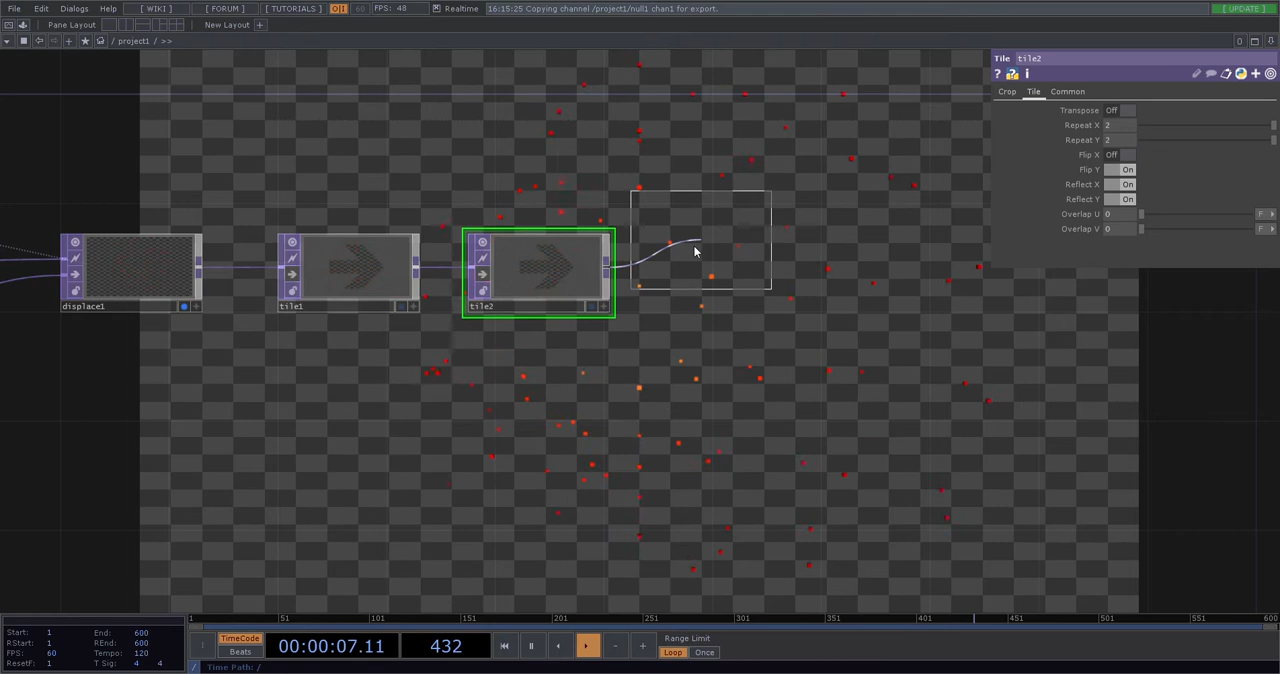 File Edit Dialogs Help [ WIKI ] [ FORUM ] [ TUTORIALS ] O|I 60 FPS: 48 Realtime 16:15:25 Copying channel /project1/null1 chan1 for export. [ UPDATE ]
Pane Layout New Layout +
/ project1 / >> 0
Tile tile2
? ? i
Crop Tile Common
Transpose Off
Repeat X 2
Repeat Y 2
Flip X Off
Flip Y On
Reflect X On
Reflect Y On
Overlap U 0 F
Overlap V 0 F
displace1 tile1 tile2
1 51 101 151 201 251 301 351 401 451 501 551 600
Start: 1 End: 600
RStart: 1 REnd: 600
FPS: 60 Tempo: 120
ResetF: 1 T Sig: 4 4
TimeCode
Beats
00:00:07.11 432
Range Limit
Loop Once
/ Time Path: /